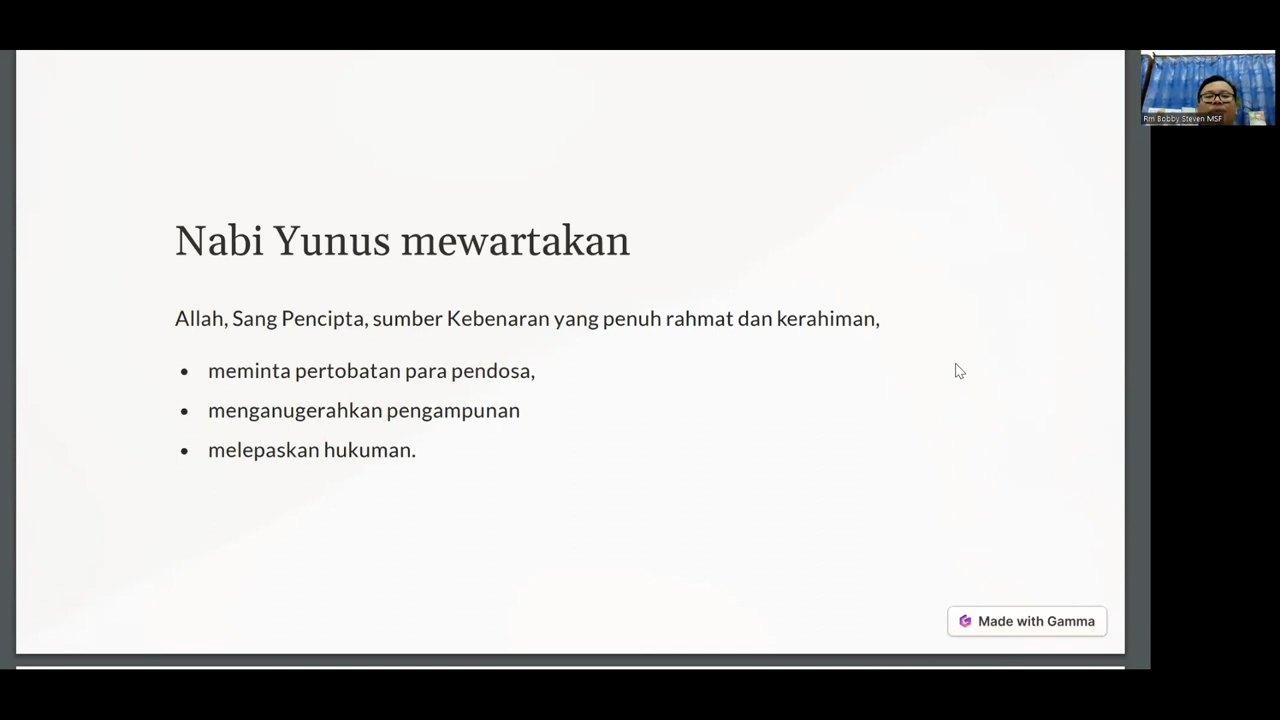 Nabi Yunus mewartakan
Allah, Sang Pencipta, sumber Kebenaran yang penuh rahmat dan kerahiman,
• meminta pertobatan para pendosa,
• menganugerahkan pengampunan
• melepaskan hukuman.
Made with Gamma
Rm Bobby Steven MSF